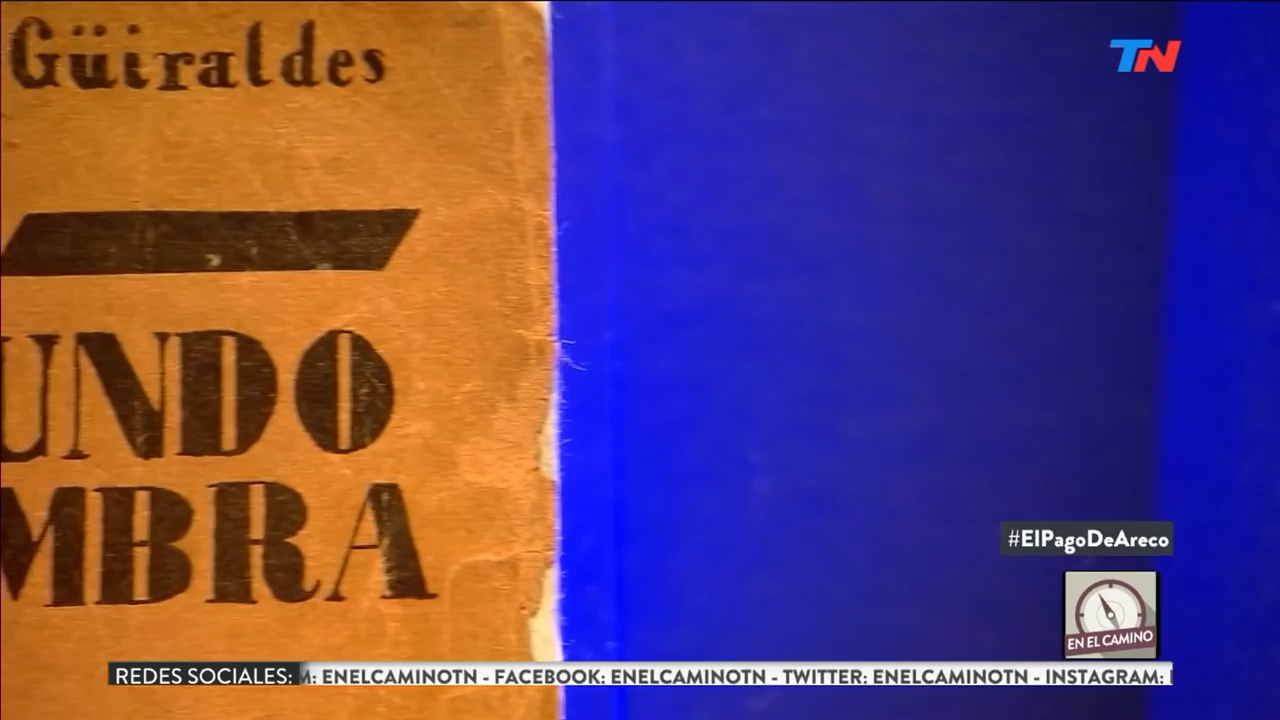 Güiraldes
TN
UNDO
MBRA
#ElPagoDeAreco
EN EL CAMINO
REDES SOCIALES: M: ENELCAMINOTN - FACEBOOK: ENELCAMINOTN - TWITTER: ENELCAMINOTN - INSTAGRAM: